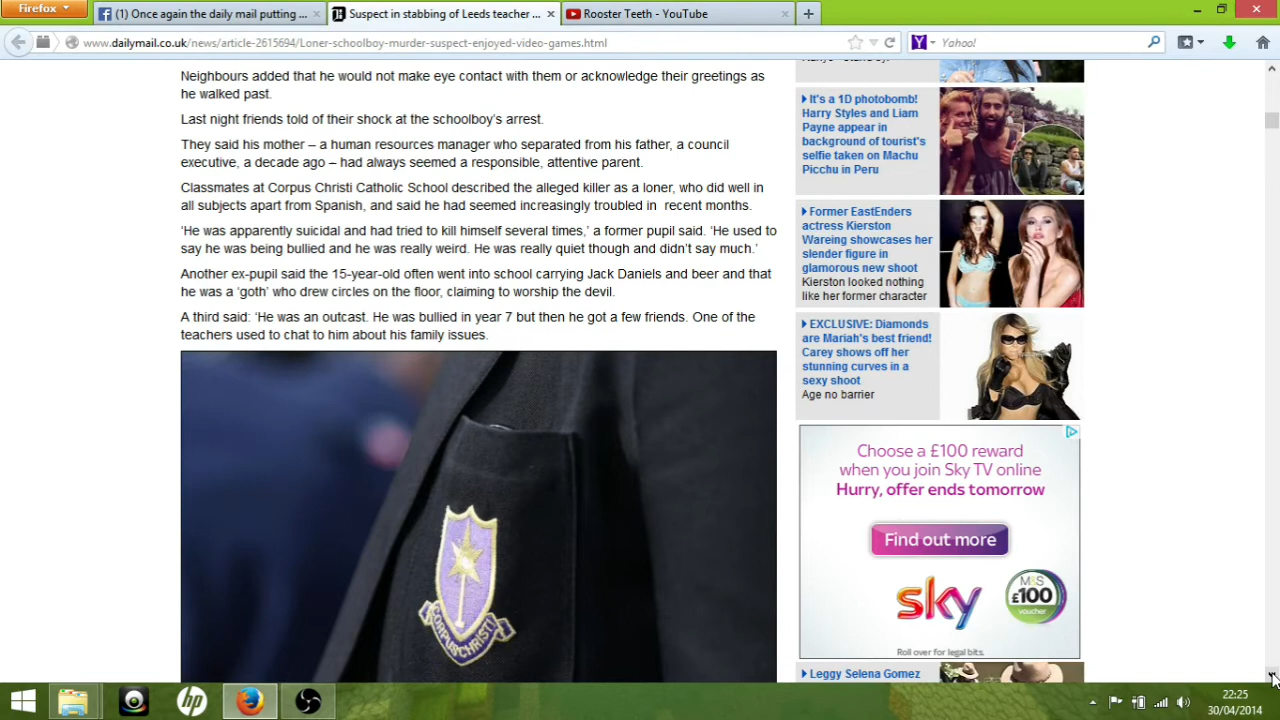 Firefox
(1) Once again the daily mail putting ...
Suspect in stabbing of Leeds teacher ...
Rooster Teeth - YouTube
www.dailymail.co.uk/news/article-2615694/Loner-schoolboy-murder-suspect-enjoyed-video-games.html
Yahoo!
Neighbours added that he would not make eye contact with them or acknowledge their greetings as
he walked past.
Last night friends told of their shock at the schoolboy's arrest.
They said his mother – a human resources manager who separated from his father, a council
executive, a decade ago – had always seemed a responsible, attentive parent.
Classmates at Corpus Christi Catholic School described the alleged killer as a loner, who did well in
all subjects apart from Spanish, and said he had seemed increasingly troubled in recent months.
‘He was apparently suicidal and had tried to kill himself several times,’ a former pupil said. ‘He used to
say he was being bullied and he was really weird. He was really quiet though and didn’t say much.’
Another ex-pupil said the 15-year-old often went into school carrying Jack Daniels and beer and that
he was a ‘goth’ who drew circles on the floor, claiming to worship the devil.
A third said: ‘He was an outcast. He was bullied in year 7 but then he got a few friends. One of the
teachers used to chat to him about his family issues.
CORPUS CHRISTI
It's a 1D photobomb!
Harry Styles and Liam
Payne appear in
background of tourist's
selfie taken on Machu
Picchu in Peru
Former EastEnders
actress Kierston
Wareing showcases her
slender figure in
glamorous new shoot
Kierston looked nothing
like her former character
EXCLUSIVE: Diamonds
are Mariah's best friend!
Carey shows off her
stunning curves in a
sexy shoot
Age no barrier
Choose a £100 reward
when you join Sky TV online
Hurry, offer ends tomorrow
Find out more
sky
M&S
£100
voucher
Roll over for legal bits.
Leggy Selena Gomez
hp
22:25
30/04/2014